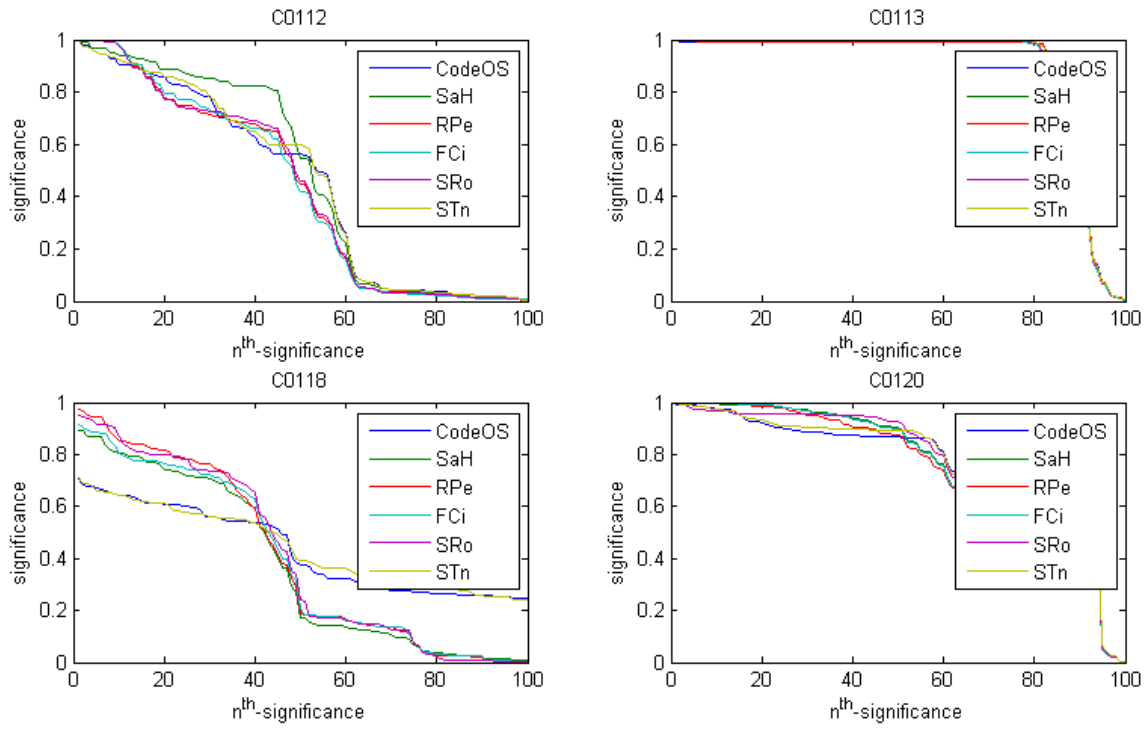 C0112
1
0.8
0.6
0.4
0.2
0
significance
0 20 40 60 80 100
n^th-significance
CodeOS
SaH
RPe
FCi
SRo
STn
C0113
1
0.8
0.6
0.4
0.2
0
significance
0 20 40 60 80 100
n^th-significance
CodeOS
SaH
RPe
FCi
SRo
STn
C0118
1
0.8
0.6
0.4
0.2
0
significance
0 20 40 60 80 100
n^th-significance
CodeOS
SaH
RPe
FCi
SRo
STn
C0120
1
0.8
0.6
0.4
0.2
0
significance
0 20 40 60 80 100
n^th-significance
CodeOS
SaH
RPe
FCi
SRo
STn